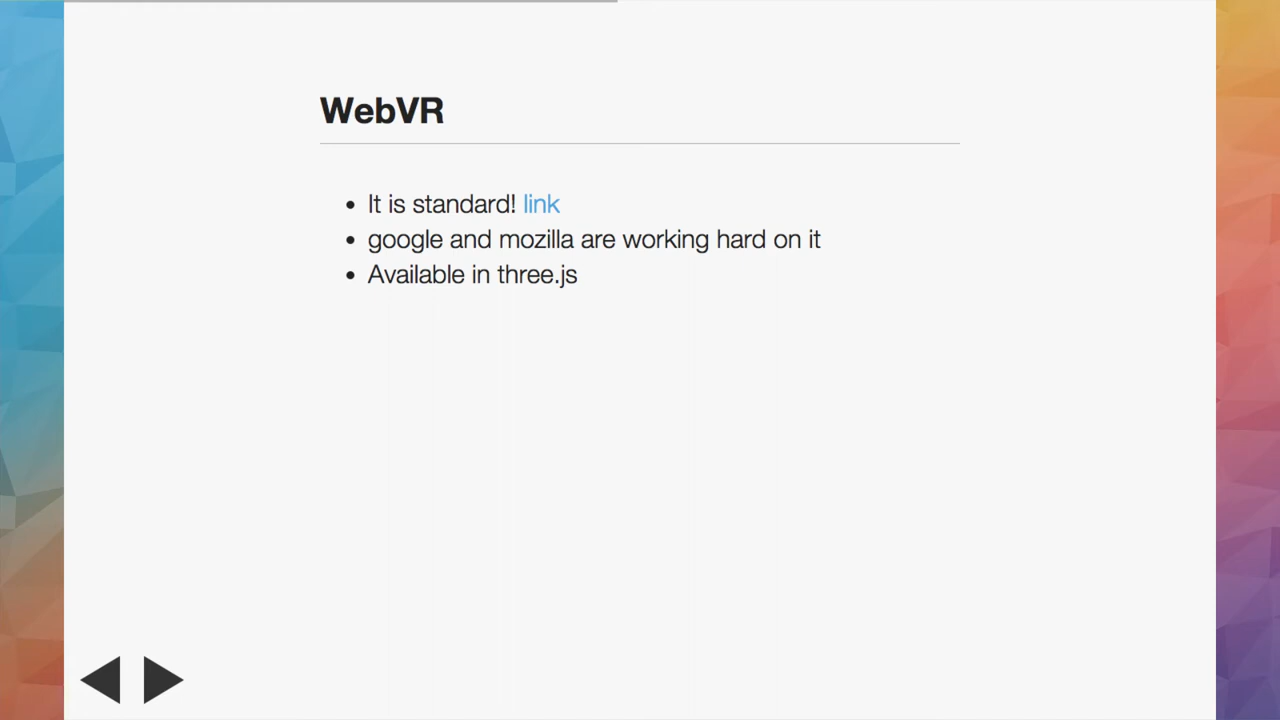 WebVR
It is standard! link
google and mozilla are working hard on it
Available in three.js